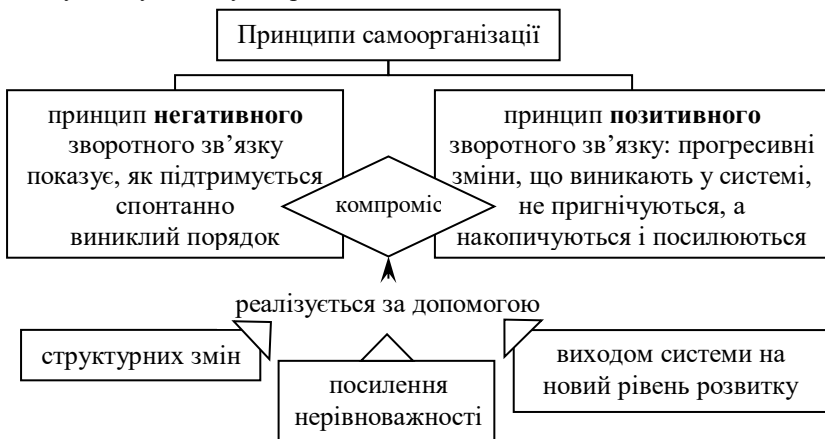 Принципи самоорганізації
принцип негативного
зворотного зв’язку
показує, як підтримується
спонтанно
виниклий порядок
компроміс
принцип позитивного
зворотного зв’язку: прогресивні
зміни, що виникають у системі,
не пригнічуються, а
накопичуються і посилюються
реалізується за допомогою
структурних змін
посилення
нерівноважності
виходом системи на
новий рівень розвитку